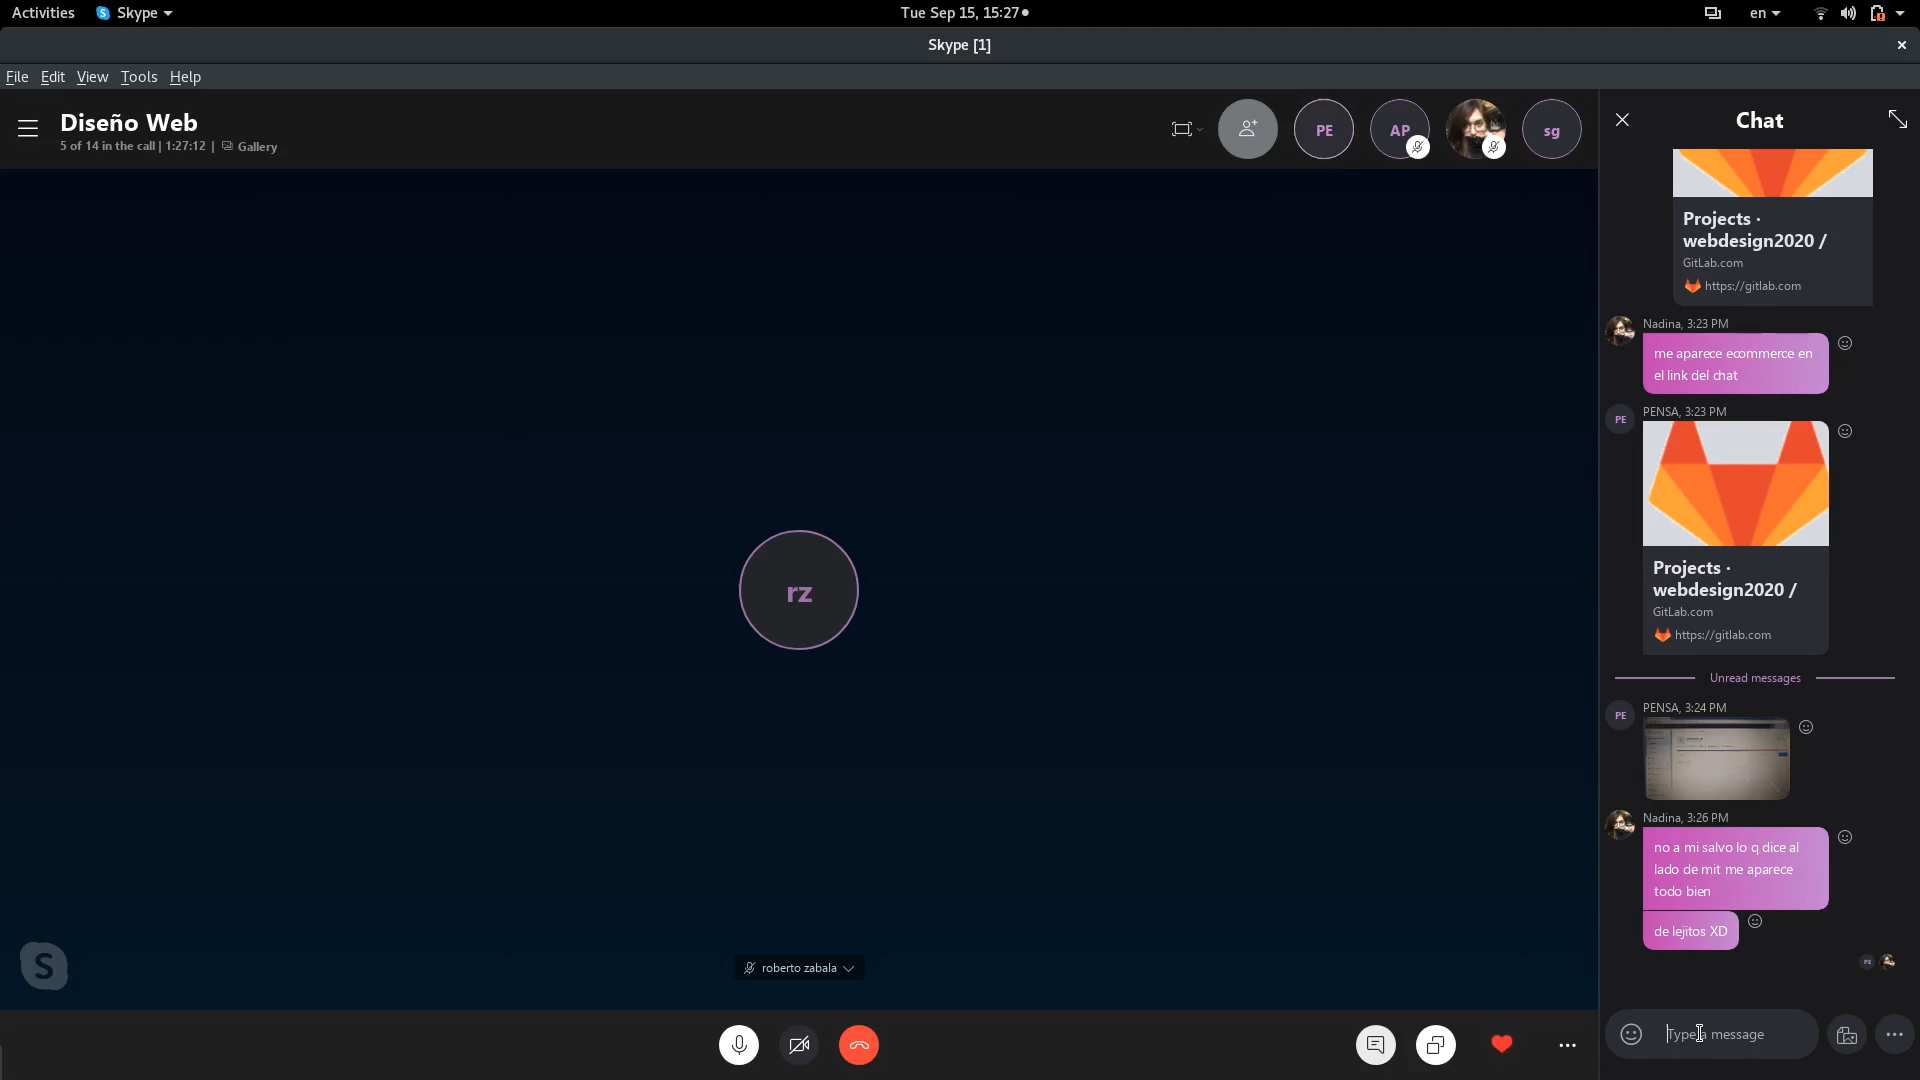 Activities
Skype
Tue Sep 15, 15:27
en
Skype [1]
File Edit View Tools Help
Diseño Web
5 of 14 in the call | 1:27:12 | Gallery
PE
AP
sg
rz
S
roberto zabala
Chat
Projects ·
webdesign2020 /
GitLab.com
https://gitlab.com
Nadina, 3:23 PM
me aparece ecommerce en
el link del chat
PENSA, 3:23 PM
PE
Projects ·
webdesign2020 /
GitLab.com
https://gitlab.com
Unread messages
PENSA, 3:24 PM
PE
Nadina, 3:26 PM
no a mi salvo lo q dice al
lado de mit me aparece
todo bien
de lejitos XD
PE
Type a message